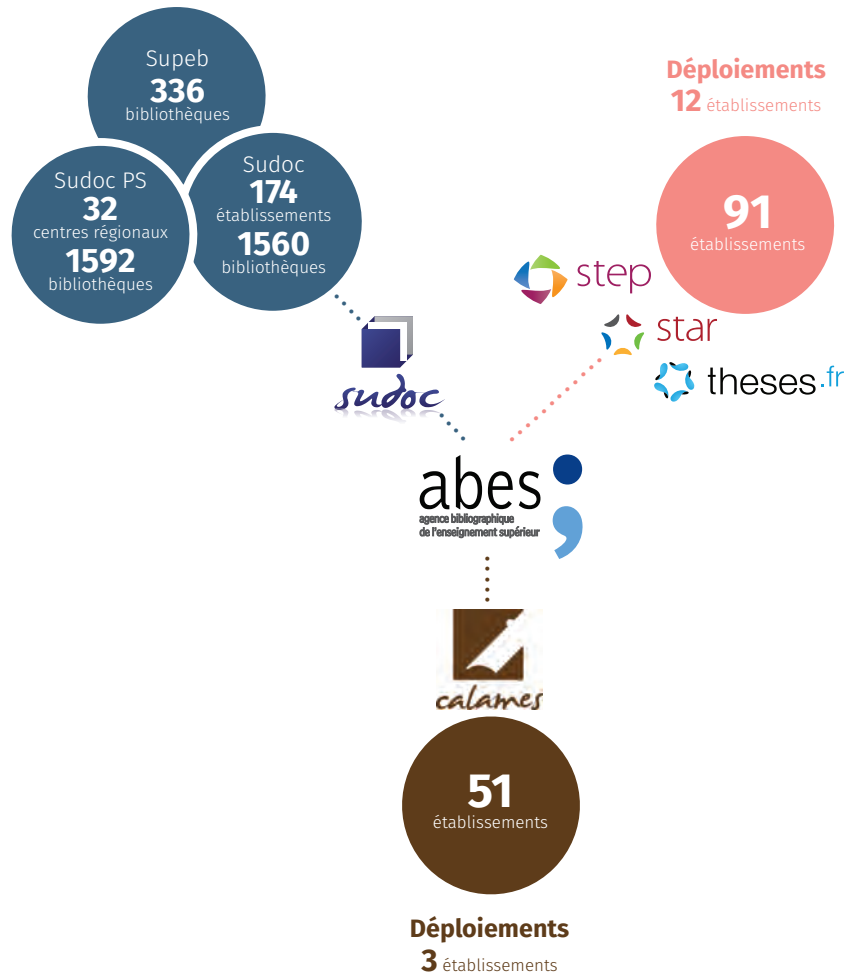 Supeb
336
bibliothèques
Sudoc PS
32
centres régionaux
1592
bibliothèques
Sudoc
174
établissements
1560
bibliothèques
Déploiements
12 établissements
91
établissements
step
star
theses.fr
sudoc
abes
agence bibliographique
de l'enseignement supérieur
calames
51
établissements
Déploiements
3 établissements